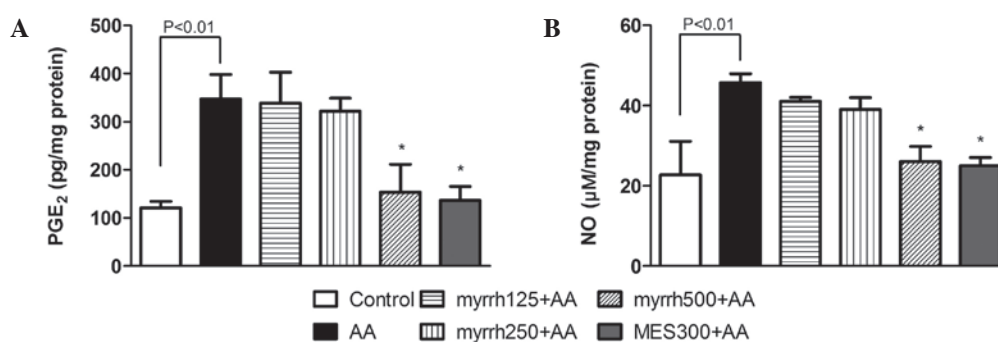 A
P<0.01
PGE₂ (pg/mg protein)
500
400
300
200
100
0
*
*
B
P<0.01
NO (µM/mg protein)
60
40
20
0
*
*
Control
myrrh125+AA
myrrh500+AA
AA
myrrh250+AA
MES300+AA